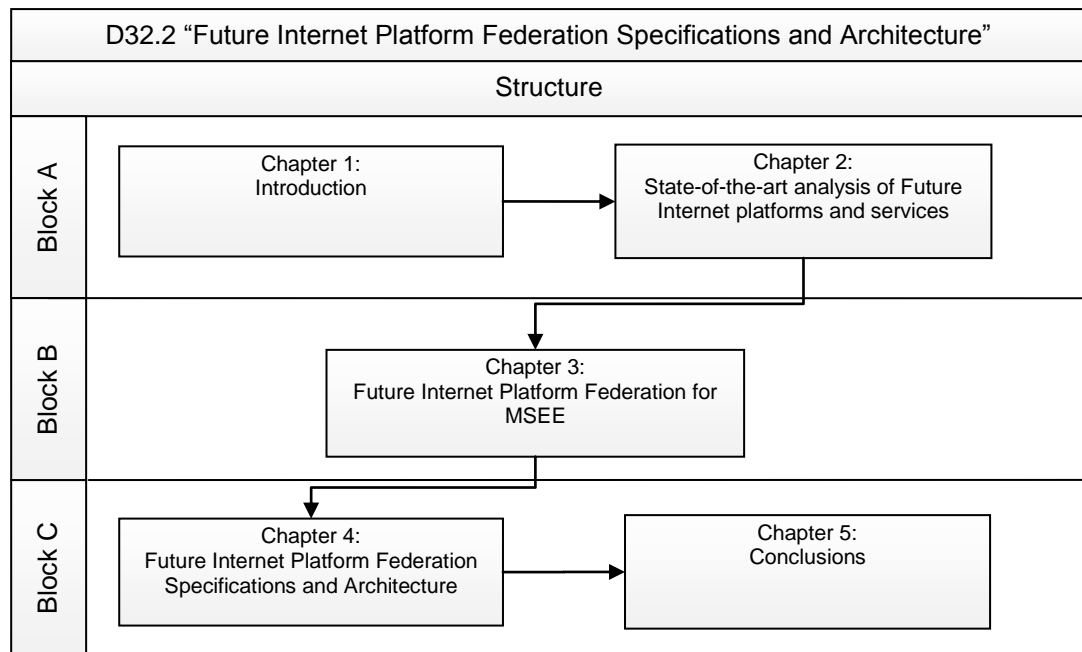 D32.2 “Future Internet Platform Federation Specifications and Architecture”
Structure
Block A
Chapter 1:
Introduction
Chapter 2:
State-of-the-art analysis of Future
Internet platforms and services
Block B
Chapter 3:
Future Internet Platform Federation for
MSEE
Block C
Chapter 4:
Future Internet Platform Federation
Specifications and Architecture
Chapter 5:
Conclusions